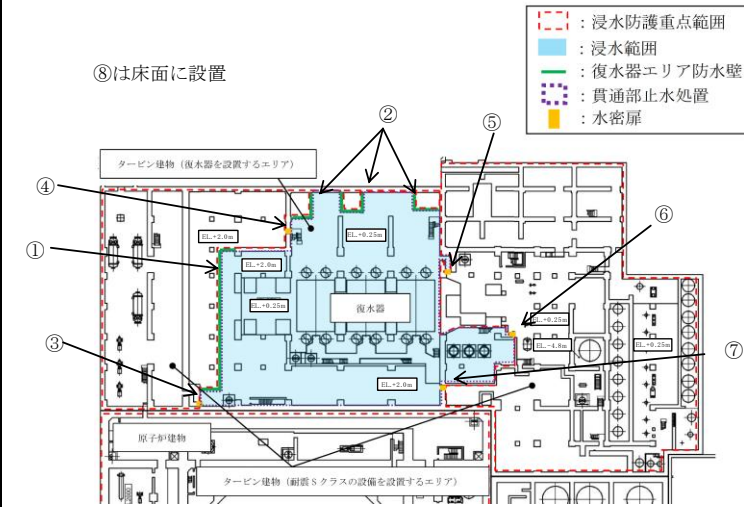 ：浸水防護重点範囲
：浸水範囲
：復水器エリア防水壁
：貫通部止水処置
：水密扉
⑧は床面に設置
②
⑤
タービン建物（復水器を設置するエリア）
④
⑥
EL.+2.0m
EL.+0.25m
①
EL.+2.0m
EL.+0.25m
復水器
EL.+0.25m
EL.-4.8m
EL.+0.25m
③
⑦
EL.+2.0m
原子炉建物
タービン建物（耐震Ｓクラスの設備を設置するエリア）